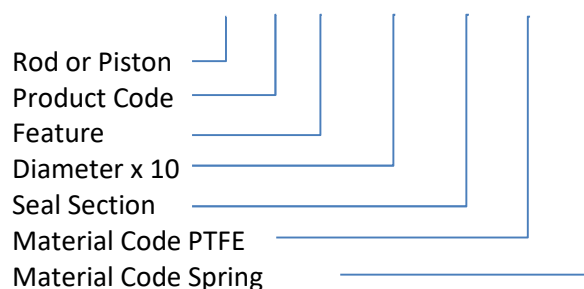 Rod or Piston
Product Code
Feature
Diameter x 10
Seal Section
Material Code PTFE
Material Code Spring